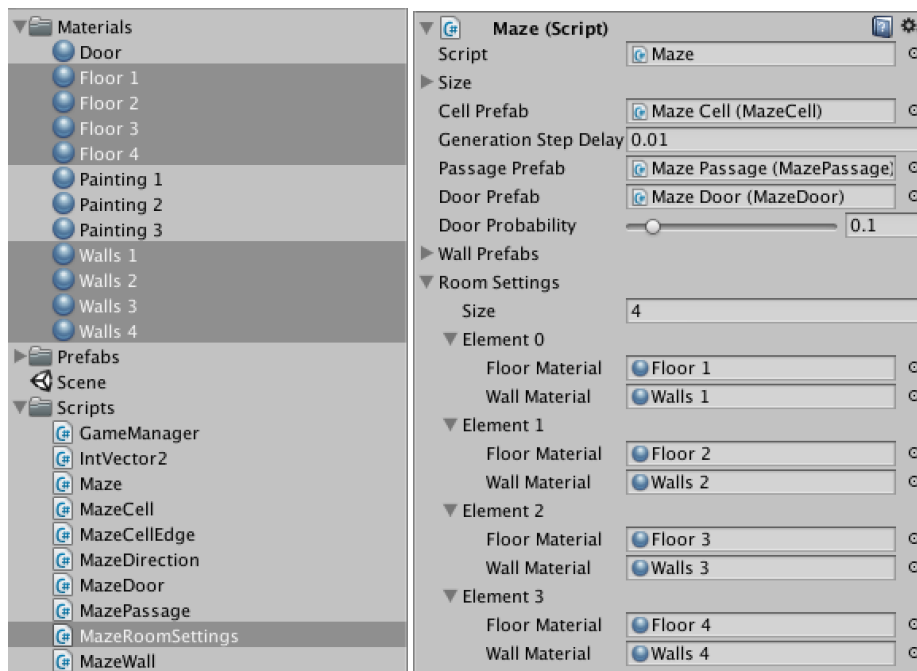 Materials
Door
Floor 1
Floor 2
Floor 3
Floor 4
Painting 1
Painting 2
Painting 3
Walls 1
Walls 2
Walls 3
Walls 4
Prefabs
Scene
Scripts
GameManager
IntVector2
Maze
MazeCell
MazeCellEdge
MazeDirection
MazeDoor
MazePassage
MazeRoomSettings
MazeWall
Maze (Script)
Script Maze
Size
Cell Prefab Maze Cell (MazeCell)
Generation Step Delay 0.01
Passage Prefab Maze Passage (MazePassage)
Door Prefab Maze Door (MazeDoor)
Door Probability 0.1
Wall Prefabs
Room Settings
Size 4
Element 0
Floor Material Floor 1
Wall Material Walls 1
Element 1
Floor Material Floor 2
Wall Material Walls 2
Element 2
Floor Material Floor 3
Wall Material Walls 3
Element 3
Floor Material Floor 4
Wall Material Walls 4